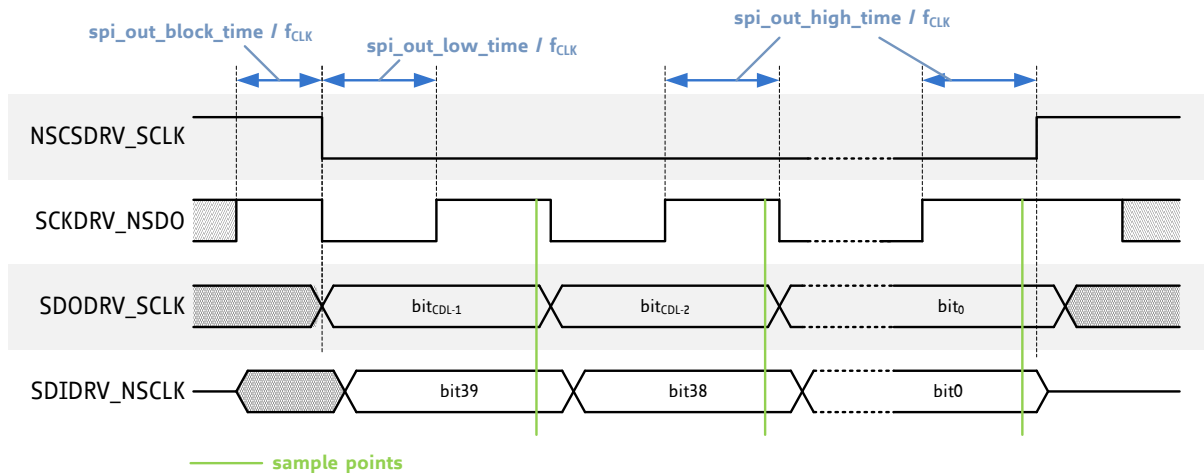 spi_out_block_time / fCLK
spi_out_low_time / fCLK
spi_out_high_time / fCLK
NSCSDRV_SCLK
SCKDRV_NSDO
SDODRV_SCLK
bitCDL-1
bitCDL-2
bit0
SDIDRV_NSCLK
bit39
bit38
bit0
sample points